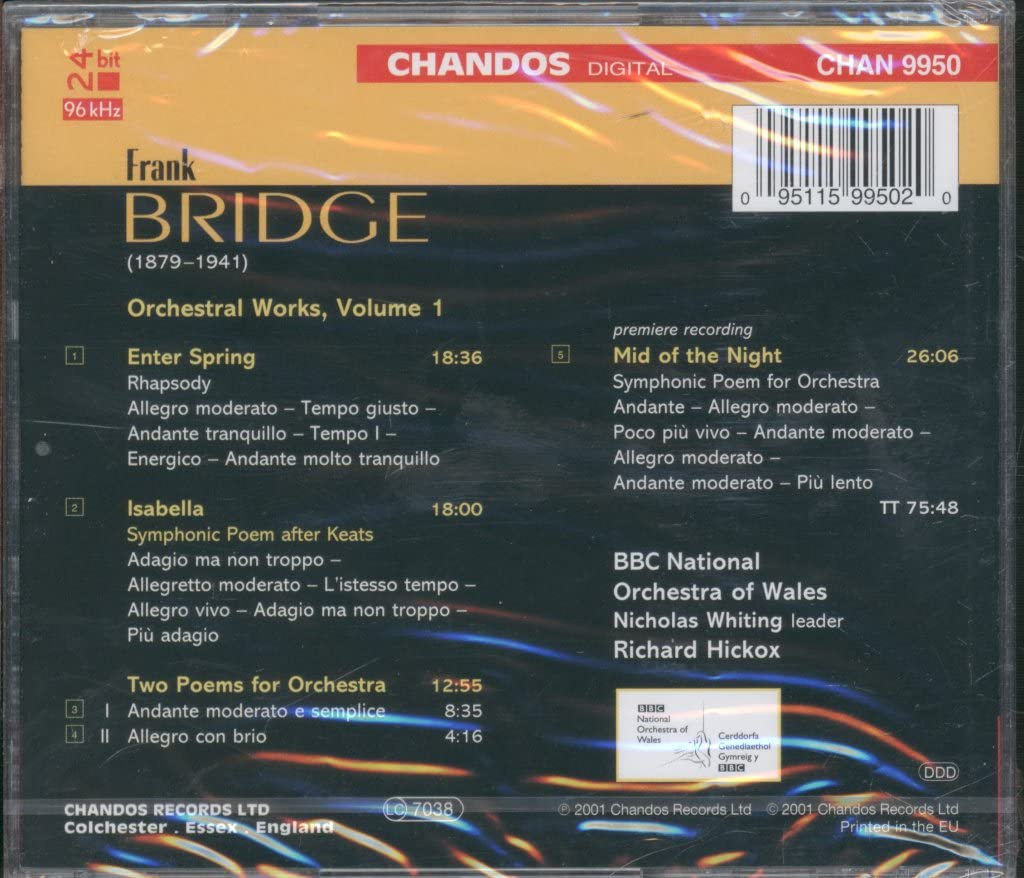 24 bit
96 kHz
CHANDOS DIGITAL CHAN 9950
0 95115 99502 0
Frank
BRIDGE
(1879–1941)
Orchestral Works, Volume 1
1 Enter Spring 18:36
Rhapsody
Allegro moderato – Tempo giusto –
Andante tranquillo – Tempo I –
Energico – Andante molto tranquillo
2 Isabella 18:00
Symphonic Poem after Keats
Adagio ma non troppo –
Allegretto moderato – L'istesso tempo –
Allegro vivo – Adagio ma non troppo –
Più adagio
Two Poems for Orchestra 12:55
3 I Andante moderato e semplice 8:35
4 II Allegro con brio 4:16
premiere recording
5 Mid of the Night 26:06
Symphonic Poem for Orchestra
Andante – Allegro moderato –
Poco più vivo – Andante moderato –
Allegro moderato –
Andante moderato – Più lento
TT 75:48
BBC National
Orchestra of Wales
Nicholas Whiting leader
Richard Hickox
BBC
National
Orchestra of
Wales
Cerddorfa
Genedlaethol
Gymreig y
BBC
DDD
CHANDOS RECORDS LTD
Colchester . Essex . England
LC 7038
℗ 2001 Chandos Records Ltd © 2001 Chandos Records Ltd
Printed in the EU